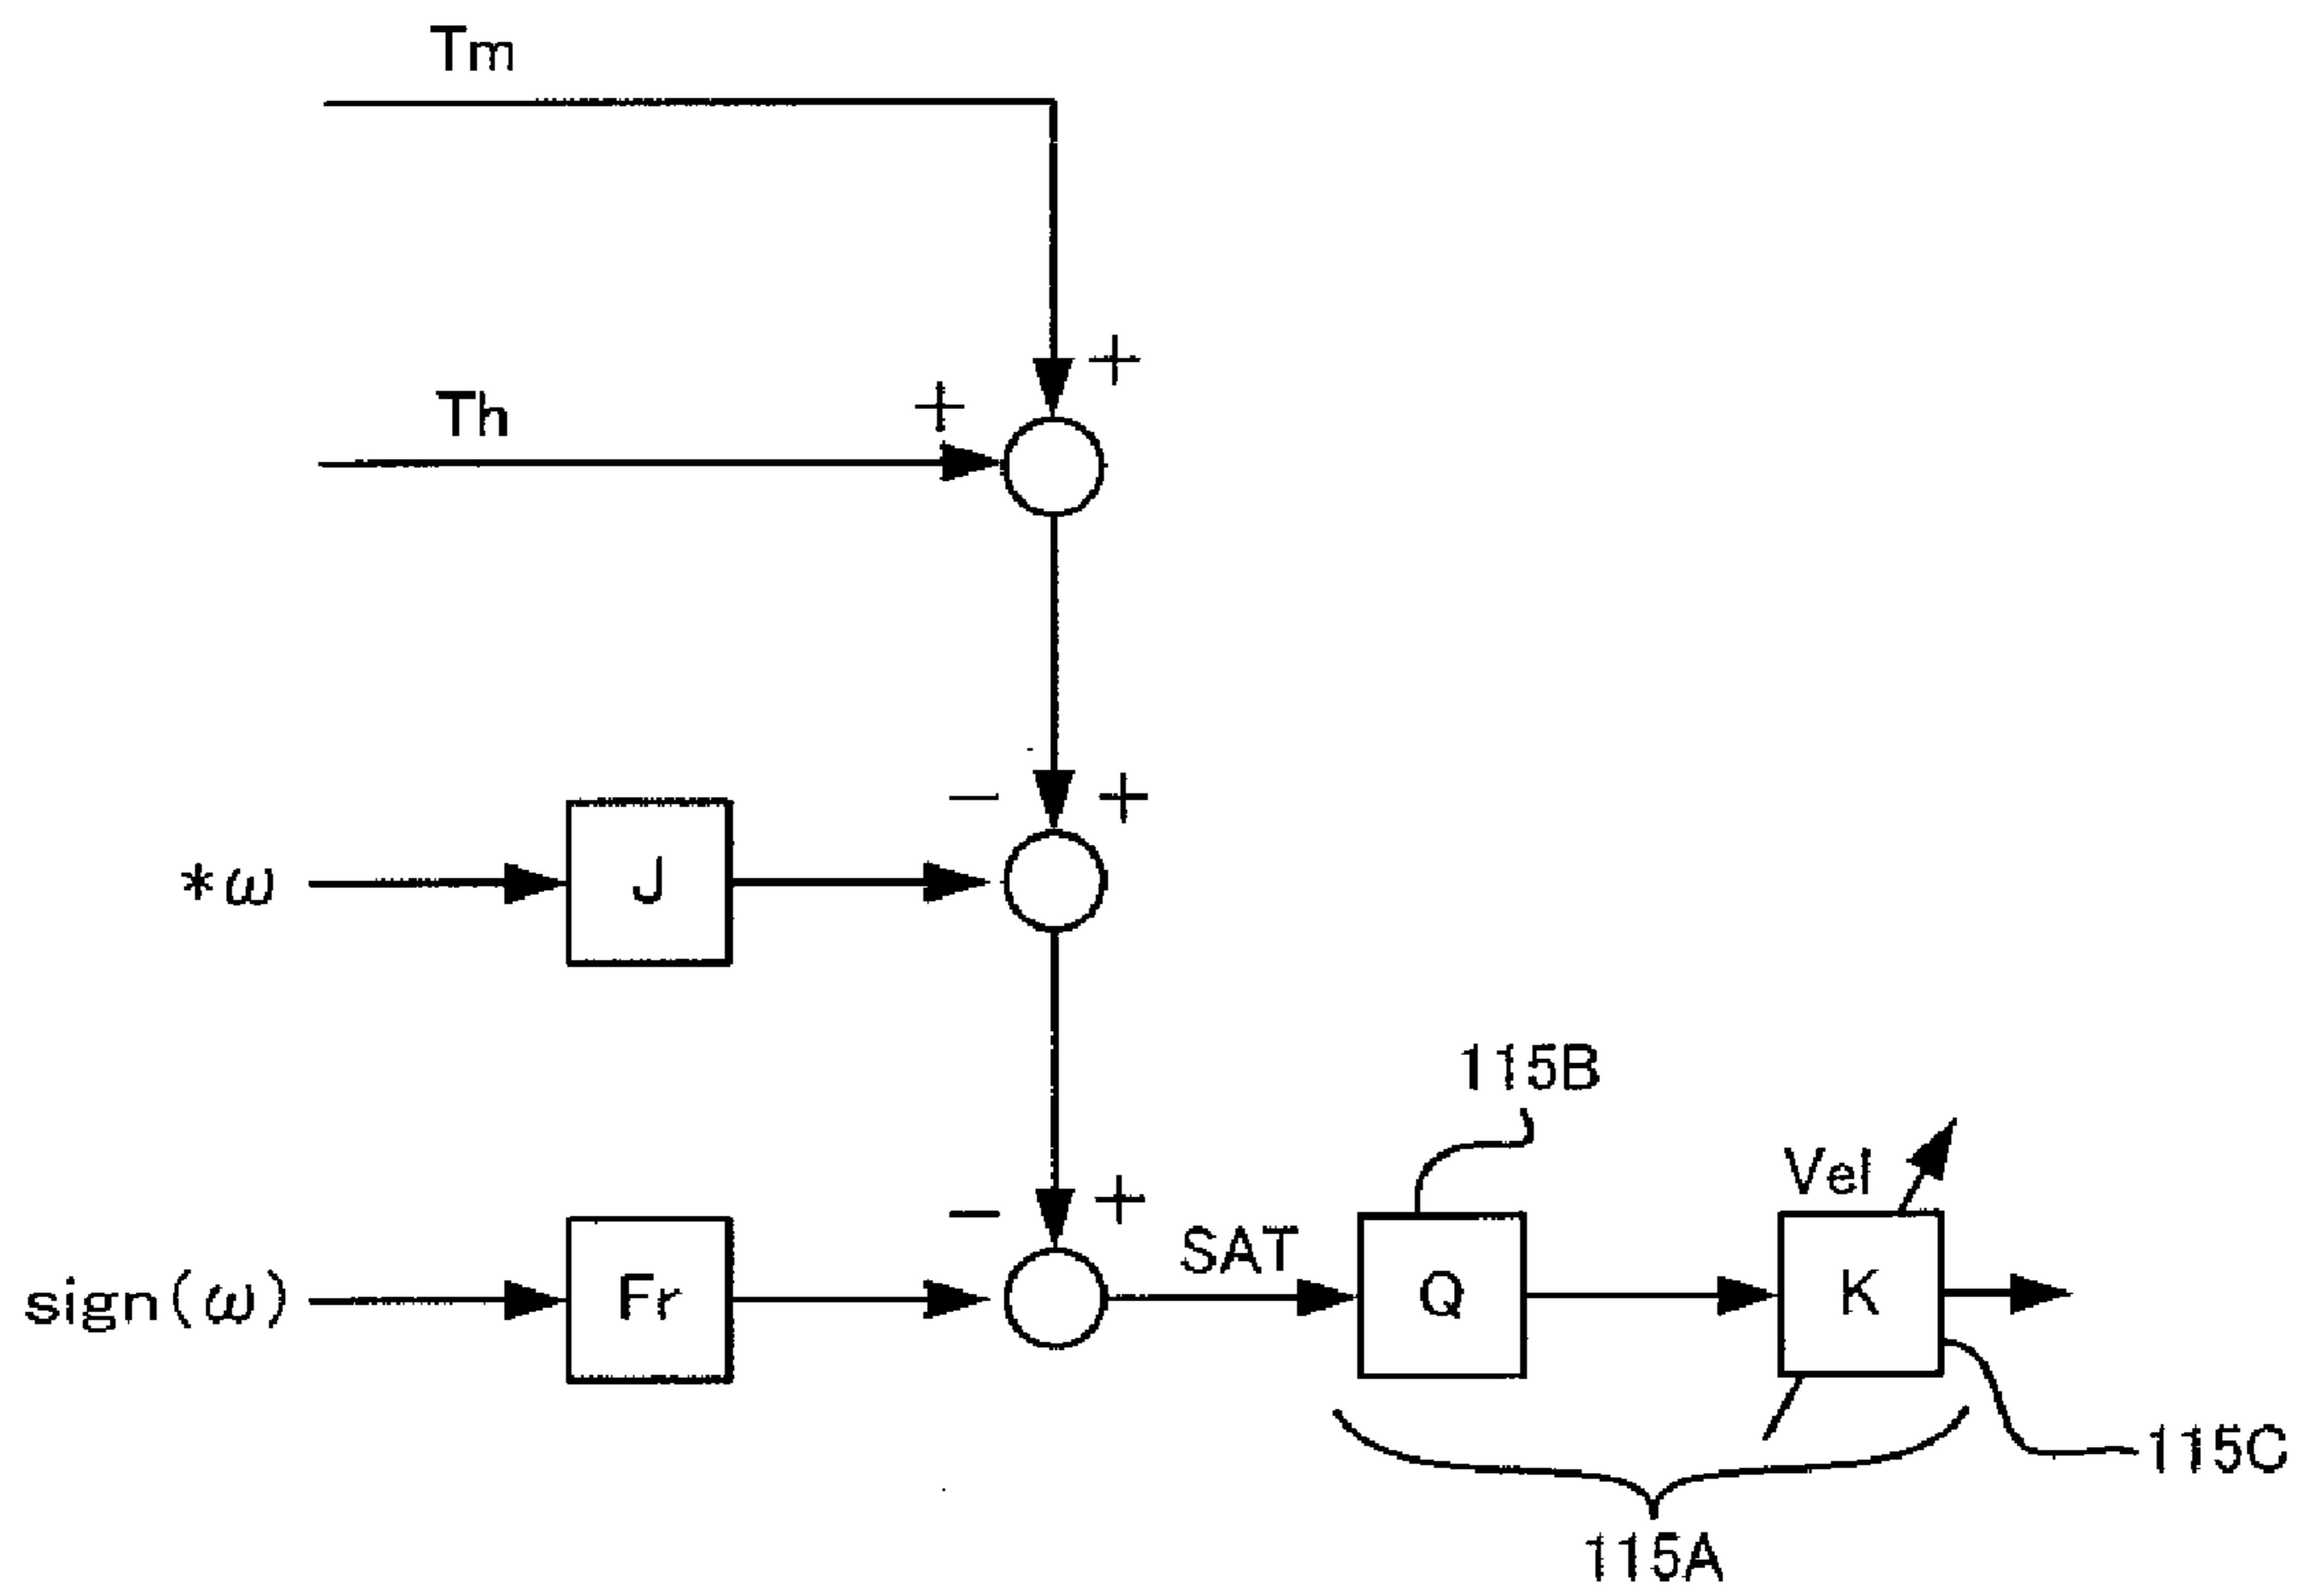 Tm
+
Th
+
− +
*ω
J
115B
− +
Vel
SAT
sign(ω)
Fr
Q
K
115C
115A